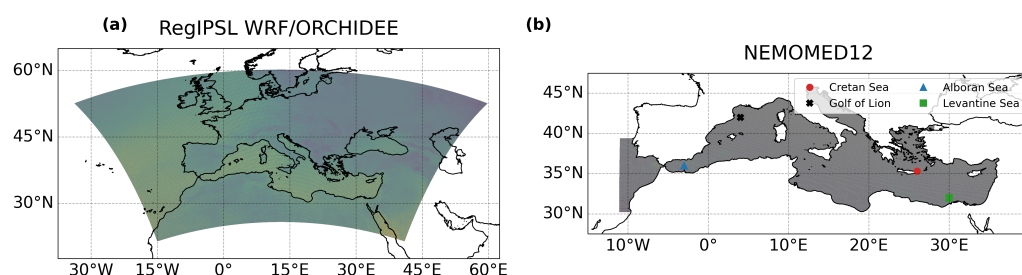 (a) RegIPSL WRF/ORCHIDEE
60°N
45°N
30°N
30°W 15°W 0° 15°E 30°E 45°E 60°E
(b)
NEMOMED12
Cretan Sea Alboran Sea
Golf of Lion Levantine Sea
45°N
40°N
35°N
30°N
10°W 0° 10°E 20°E 30°E